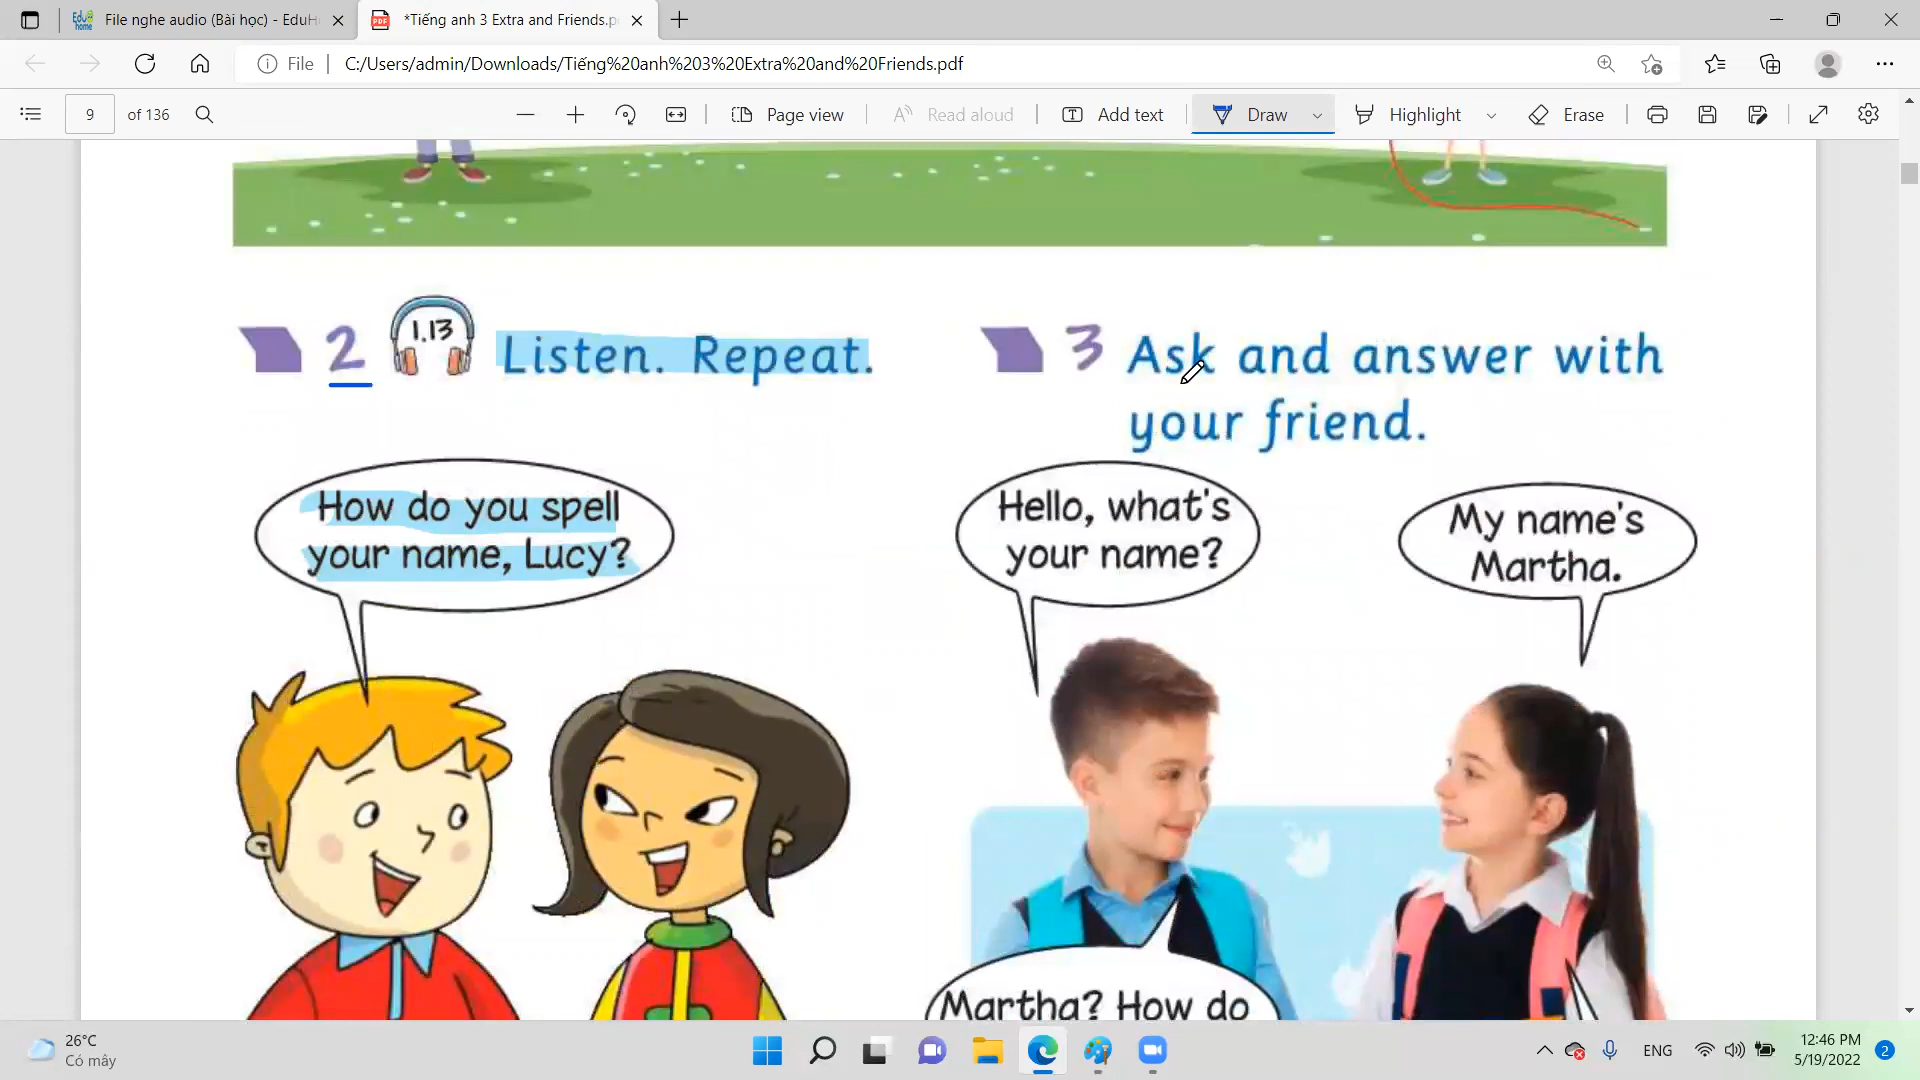 File nghe audio (Bài học) - EduH
*Tiếng anh 3 Extra and Friends.p
File
C:/Users/admin/Downloads/Tiếng%20anh%203%20Extra%20and%20Friends.pdf
9 of 136
Page view
Read aloud
Add text
Draw
Highlight
Erase
2 1.13 Listen. Repeat.
3 Ask and answer with
your friend.
How do you spell
your name, Lucy?
Hello, what's
your name?
My name's
Martha.
Martha? How do
26°C
Có mây
ENG
12:46 PM
5/19/2022
2